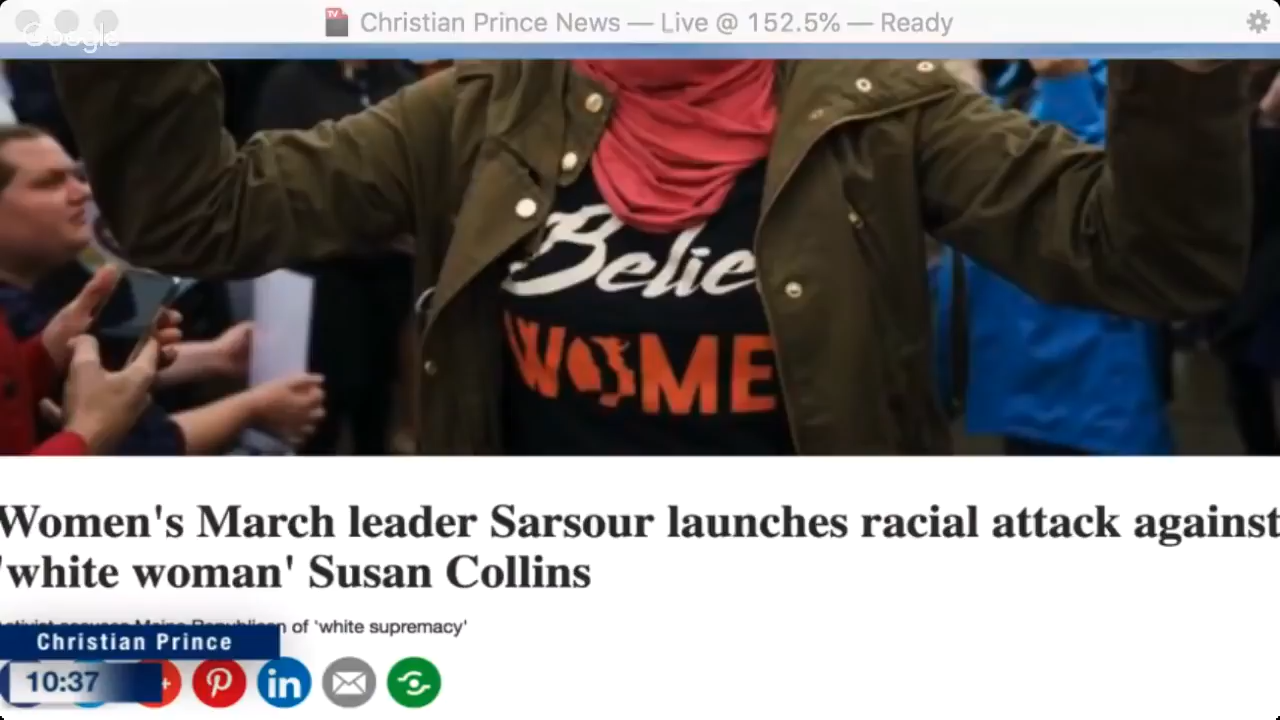 Christian Prince News — Live @ 152.5% — Ready
Google
Belie
WOME
Women's March leader Sarsour launches racial attack against
'white woman' Susan Collins
of 'white supremacy'
Christian Prince
10:37